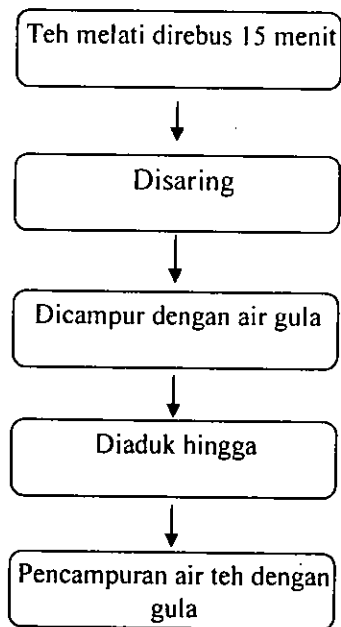 Teh melati direbus 15 menit
Disaring
Dicampur dengan air gula
Diaduk hingga
Pencampuran air teh dengan
gula